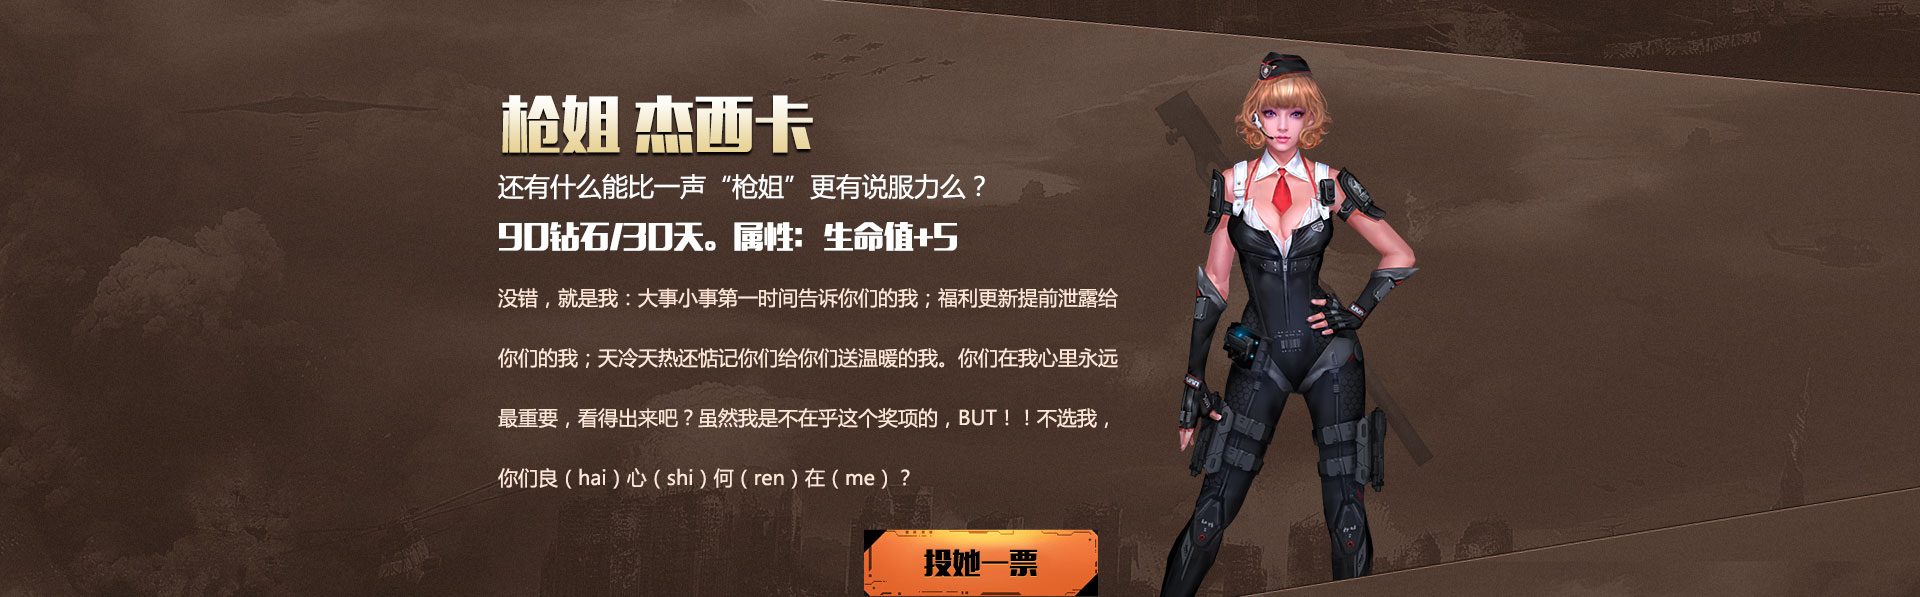 枪姐 杰西卡
还有什么能比一声“枪姐”更有说服力么？
90钻石/30天。属性：生命值+5
没错，就是我：大事小事第一时间告诉你们的我；福利更新提前泄露给
你们的我；天冷天热还惦记你们给你们送温暖的我。你们在我心里永远
最重要，看得出来吧？虽然我是不在乎这个奖项的，BUT！！不选我，
你们良（hai）心（shi）何（ren）在（me）？
投她一票